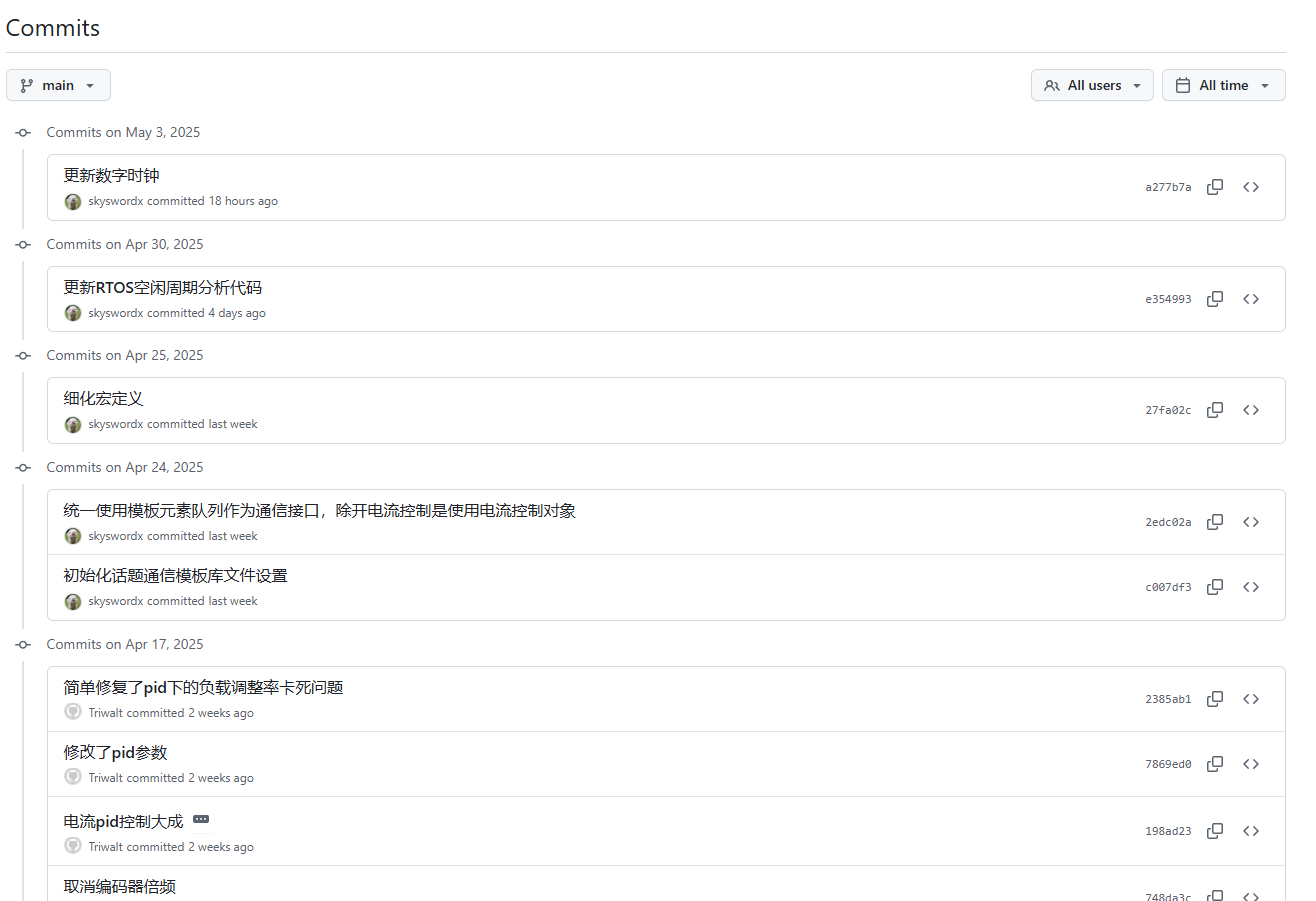 Commits
main
All users
All time
Commits on May 3, 2025
更新数字时钟
a277b7a
skyswordx committed 18 hours ago
Commits on Apr 30, 2025
更新RTOS空闲周期分析代码
e354993
skyswordx committed 4 days ago
Commits on Apr 25, 2025
细化宏定义
27fa02c
skyswordx committed last week
Commits on Apr 24, 2025
统一使用模板元素队列作为通信接口，除开电流控制是使用电流控制对象
2edc02a
skyswordx committed last week
初始化话题通信模板库文件设置
c007df3
skyswordx committed last week
Commits on Apr 17, 2025
简单修复了pid下的负载调整率卡死问题
2385ab1
Triwalt committed 2 weeks ago
修改了pid参数
7869ed0
Triwalt committed 2 weeks ago
电流pid控制大成
198ad23
Triwalt committed 2 weeks ago
取消编码器倍频
748da3c